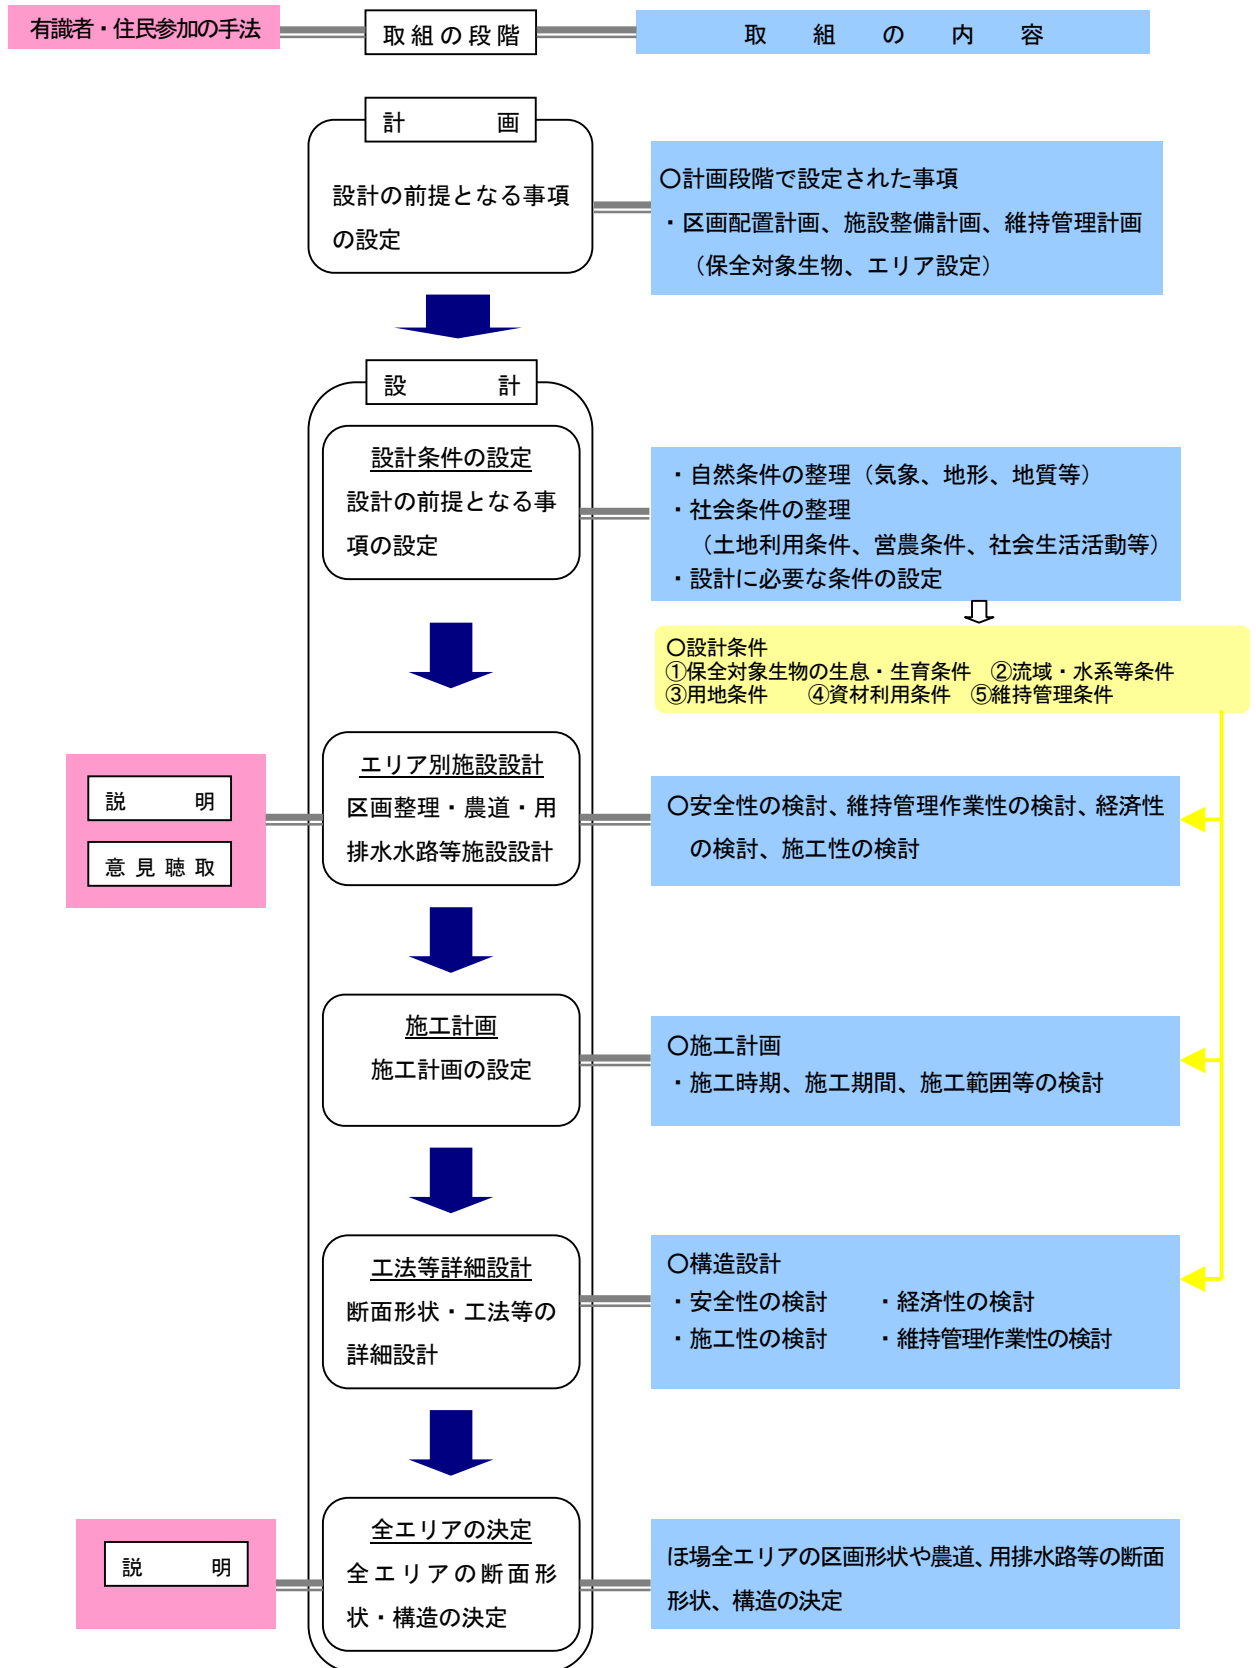 有識者・住民参加の手法
取組の段階
取組の内容
計画
設計の前提となる事項
の設定
〇計画段階で設定された事項
・区画配置計画、施設整備計画、維持管理計画
（保全対象生物、エリア設定）
設計
設計条件の設定
設計の前提となる事
項の設定
・自然条件の整理（気象、地形、地質等）
・社会条件の整理
（土地利用条件、営農条件、社会生活活動等）
・設計に必要な条件の設定
〇設計条件
①保全対象生物の生息・生育条件　②流域・水系等条件
③用地条件　　④資材利用条件　⑤維持管理条件
説明
意見聴取
エリア別施設設計
区画整理・農道・用
排水水路等施設設計
〇安全性の検討、維持管理作業性の検討、経済性
の検討、施工性の検討
施工計画
施工計画の設定
〇施工計画
・施工時期、施工期間、施工範囲等の検討
工法等詳細設計
断面形状・工法等の
詳細設計
〇構造設計
・安全性の検討　　・経済性の検討
・施工性の検討　　・維持管理作業性の検討
説明
全エリアの決定
全エリアの断面形
状・構造の決定
ほ場全エリアの区画形状や農道、用排水路等の断面
形状、構造の決定